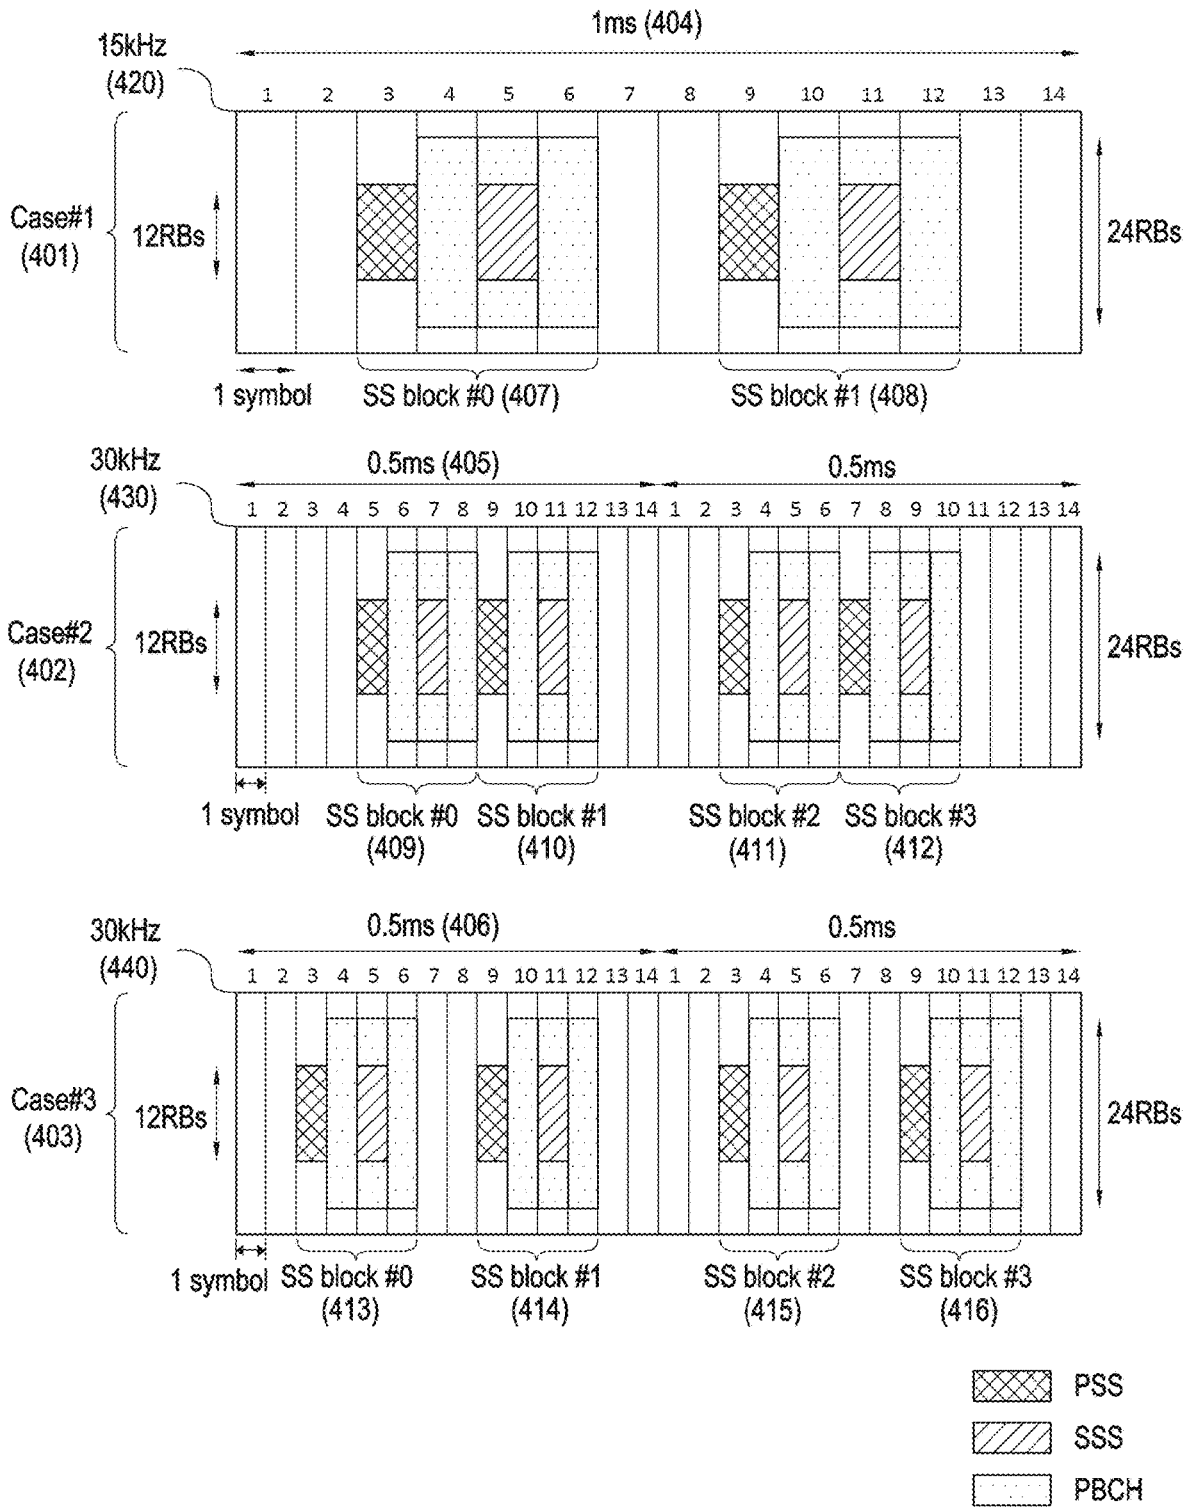 1ms (404)
15kHz
(420)
1 2 3 4 5 6 7 8 9 10 11 12 13 14
Case#1
(401)
12RBs
24RBs
1 symbol
SS block #0 (407)
SS block #1 (408)
30kHz
(430)
0.5ms (405)
0.5ms
1 2 3 4 5 6 7 8 9 10 11 12 13 14 1 2 3 4 5 6 7 8 9 10 11 12 13 14
Case#2
(402)
12RBs
24RBs
1 symbol
SS block #0
(409)
SS block #1
(410)
SS block #2
(411)
SS block #3
(412)
30kHz
(440)
0.5ms (406)
0.5ms
1 2 3 4 5 6 7 8 9 10 11 12 13 14 1 2 3 4 5 6 7 8 9 10 11 12 13 14
Case#3
(403)
12RBs
24RBs
1 symbol
SS block #0
(413)
SS block #1
(414)
SS block #2
(415)
SS block #3
(416)
PSS
SSS
PBCH